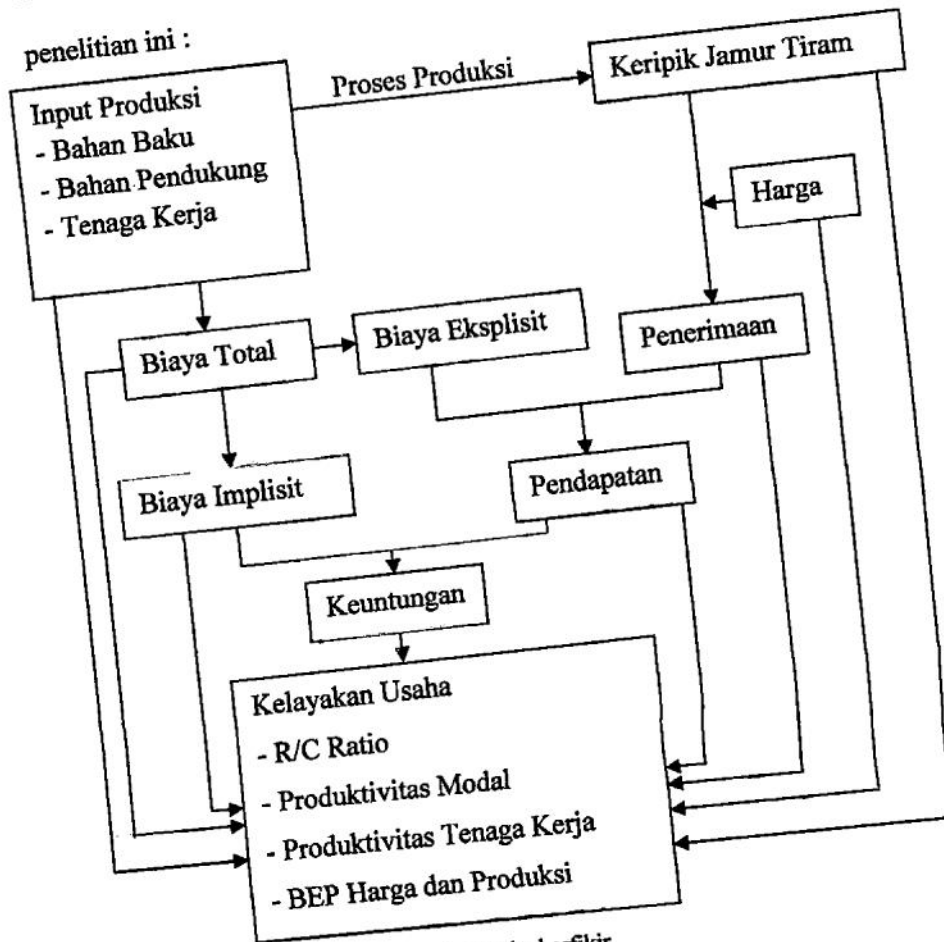 penelitian ini :
Input Produksi
- Bahan Baku
- Bahan Pendukung
- Tenaga Kerja
Proses Produksi
Keripik Jamur Tiram
Harga
Biaya Total
Biaya Eksplisit
Penerimaan
Biaya Implisit
Pendapatan
Keuntungan
Kelayakan Usaha
- R/C Ratio
- Produktivitas Modal
- Produktivitas Tenaga Kerja
- BEP Harga dan Produksi